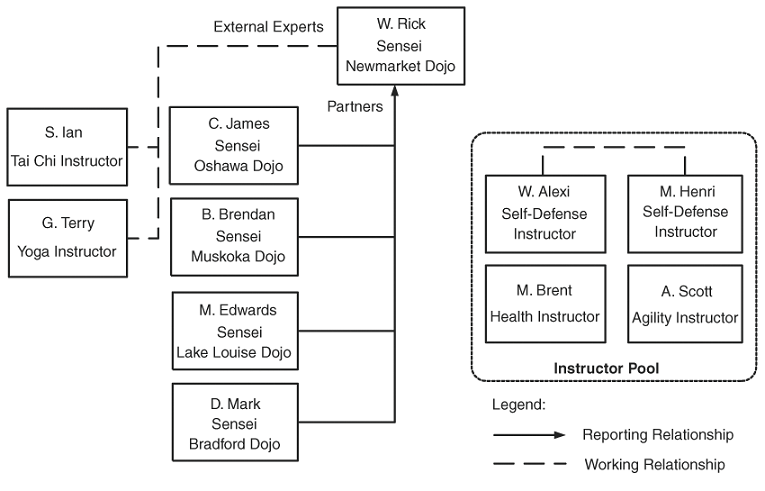 External Experts
W. Rick
Sensei
Newmarket Dojo
Partners
S. Ian
Tai Chi Instructor
G. Terry
Yoga Instructor
C. James
Sensei
Oshawa Dojo
B. Brendan
Sensei
Muskoka Dojo
M. Edwards
Sensei
Lake Louise Dojo
D. Mark
Sensei
Bradford Dojo
W. Alexi
Self-Defense
Instructor
M. Henri
Self-Defense
Instructor
M. Brent
Health Instructor
A. Scott
Agility Instructor
Instructor Pool
Legend:
Reporting Relationship
Working Relationship